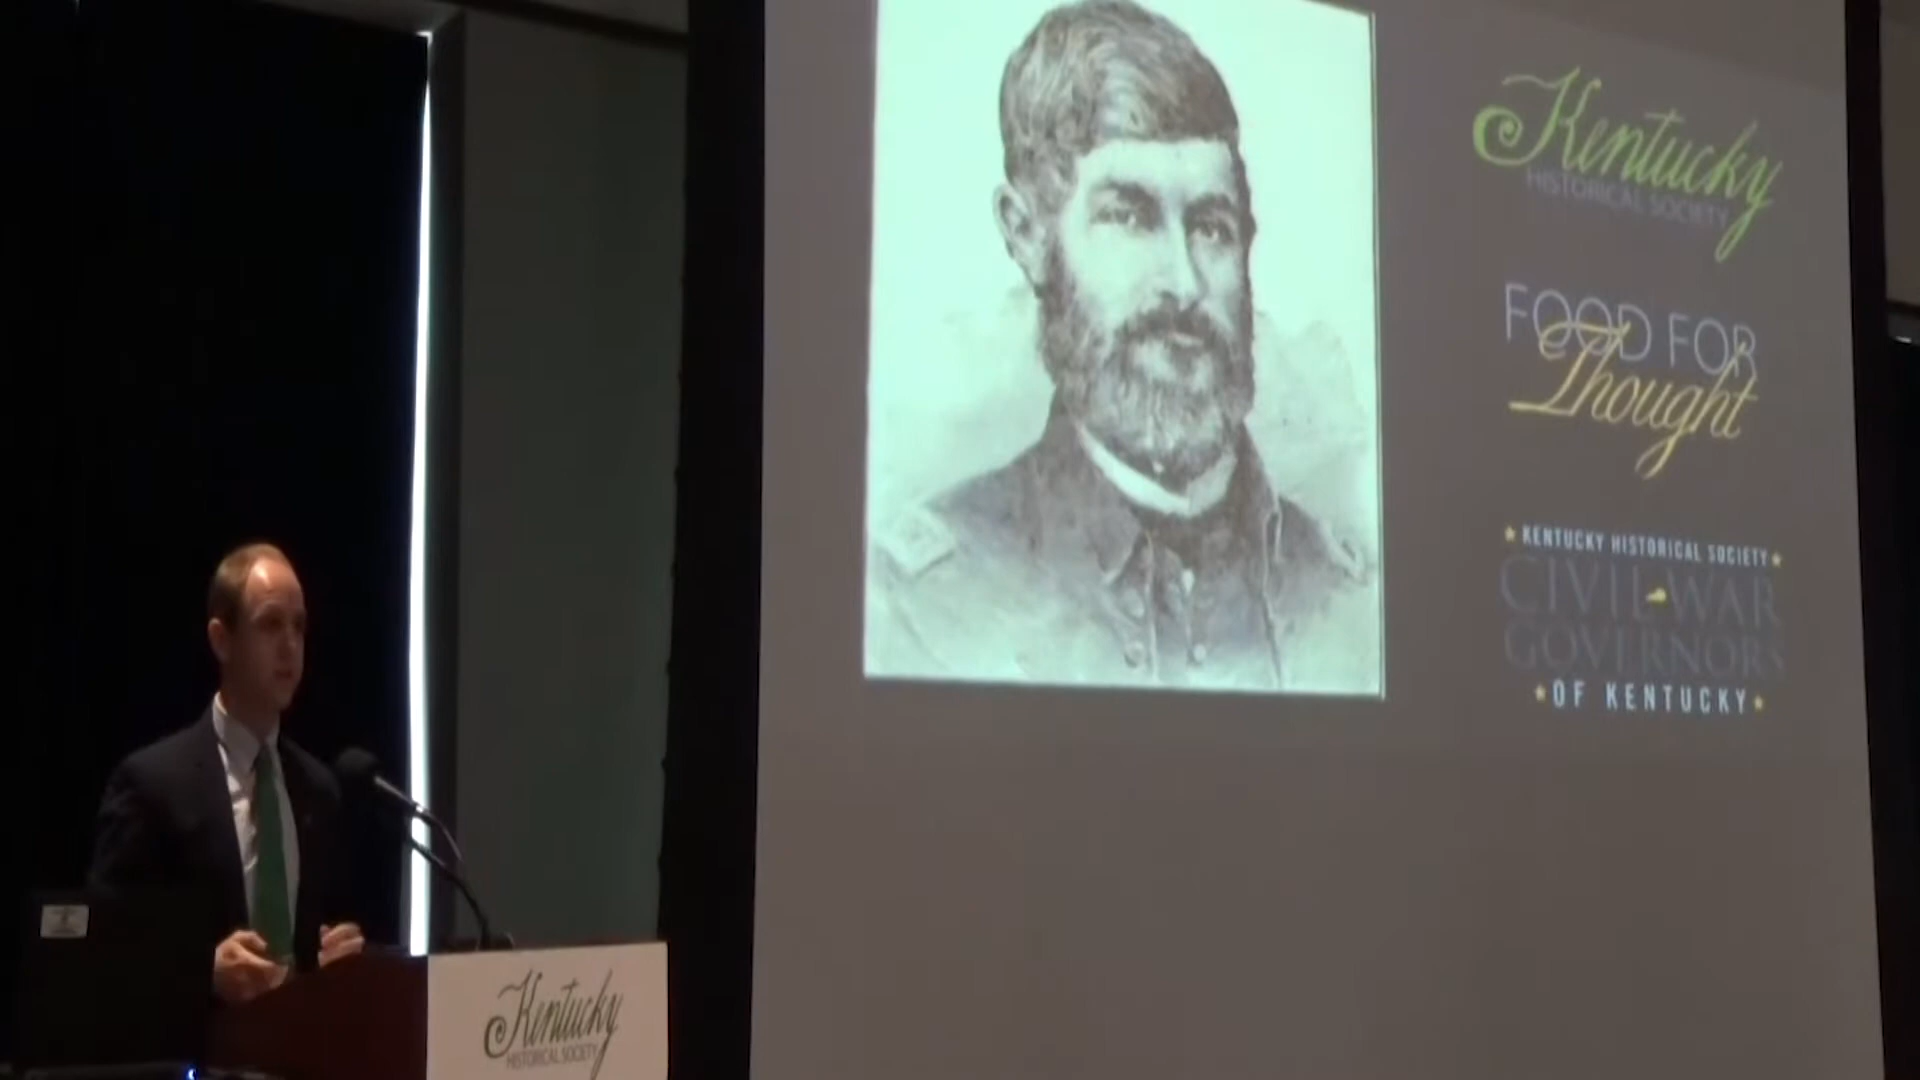 Kentucky
HISTORICAL SOCIETY
FOOD FOR
Thought
KENTUCKY HISTORICAL SOCIETY
CIVIL WAR
GOVERNORS
OF KENTUCKY
Kentucky
HISTORICAL SOCIETY